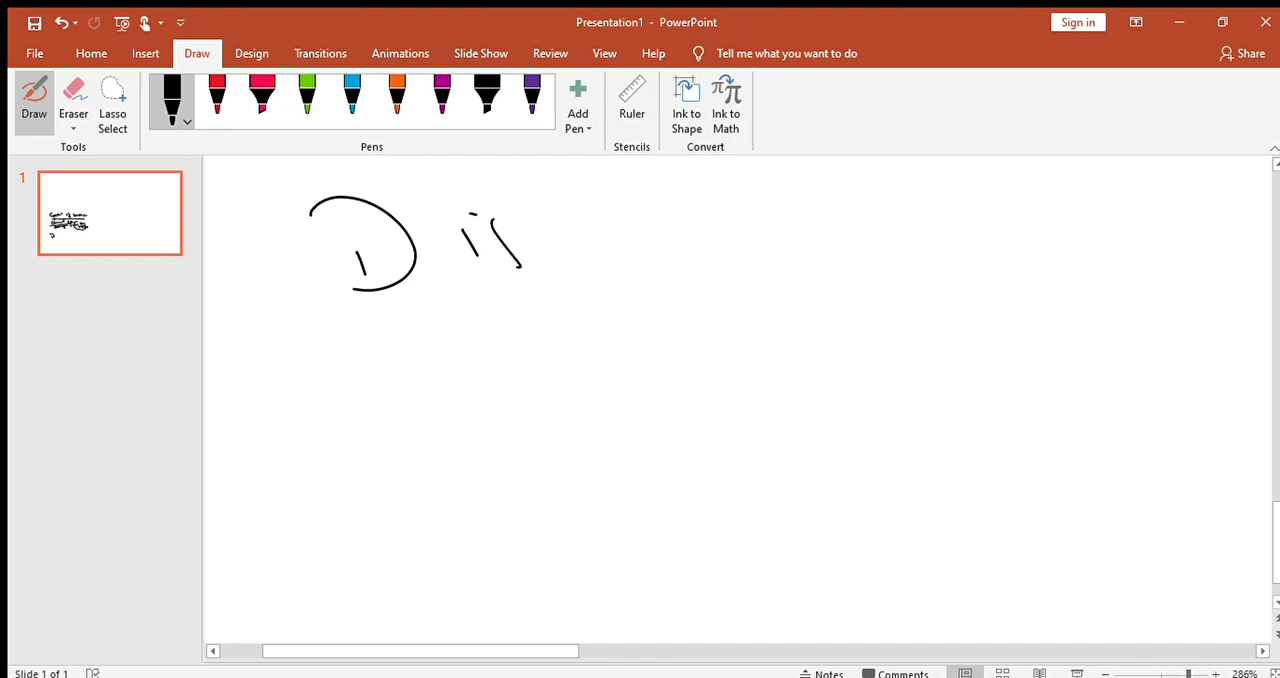 Presentation1 - PowerPoint
Sign in
File Home Insert Draw Design Transitions Animations Slide Show Review View Help Tell me what you want to do Share
Draw Eraser Lasso Select
Add Pen
Ruler
Ink to Shape Ink to Math
Tools Pens Stencils Convert
1
D i
Slide 1 of 1 Notes Comments 286%